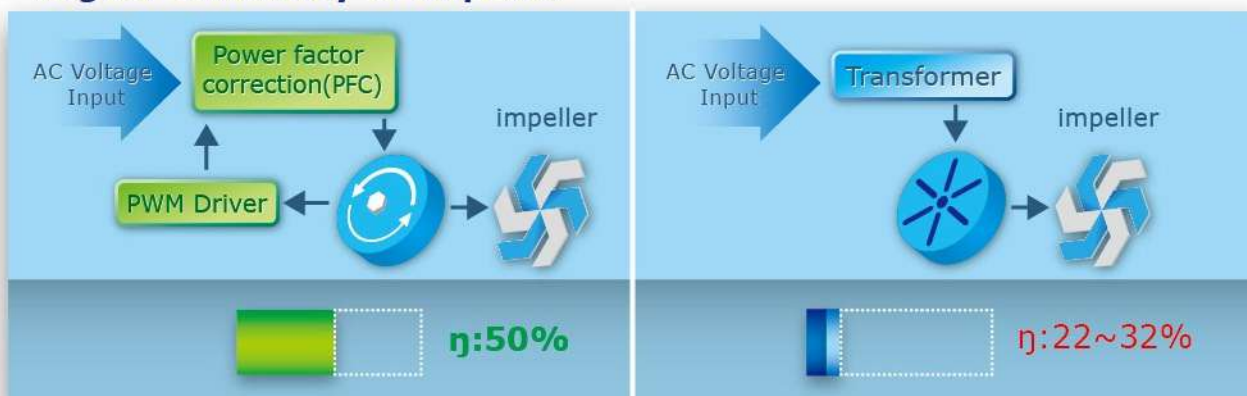 AC Voltage
Input
Power factor
correction(PFC)
impeller
PWM Driver
ŋ:50%
AC Voltage
Input
Transformer
impeller
ŋ:22~32%